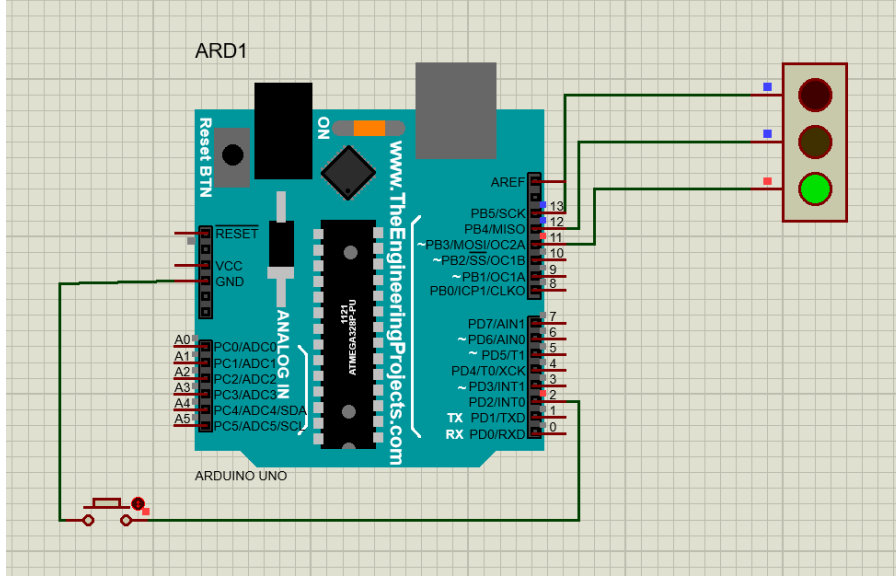 ARD1
Reset BTN
ON
www.TheEngineeringProjects.com
RESET
VCC
GND
ANALOG IN
1121
ATMEGA328P-PU
A0 PC0/ADC0
A1 PC1/ADC1
A2 PC2/ADC2
A3 PC3/ADC3
A4 PC4/ADC4/SDA
A5 PC5/ADC5/SCL
AREF
PB5/SCK 13
PB4/MISO 12
~PB3/MOSI/OC2A 11
~PB2/SS/OC1B 10
~PB1/OC1A 9
PB0/ICP1/CLKO 8
PD7/AIN1 7
~PD6/AIN0 6
~PD5/T1 5
PD4/T0/XCK 4
~PD3/INT1 3
PD2/INT0 2
TX PD1/TXD 1
RX PD0/RXD 0
ARDUINO UNO